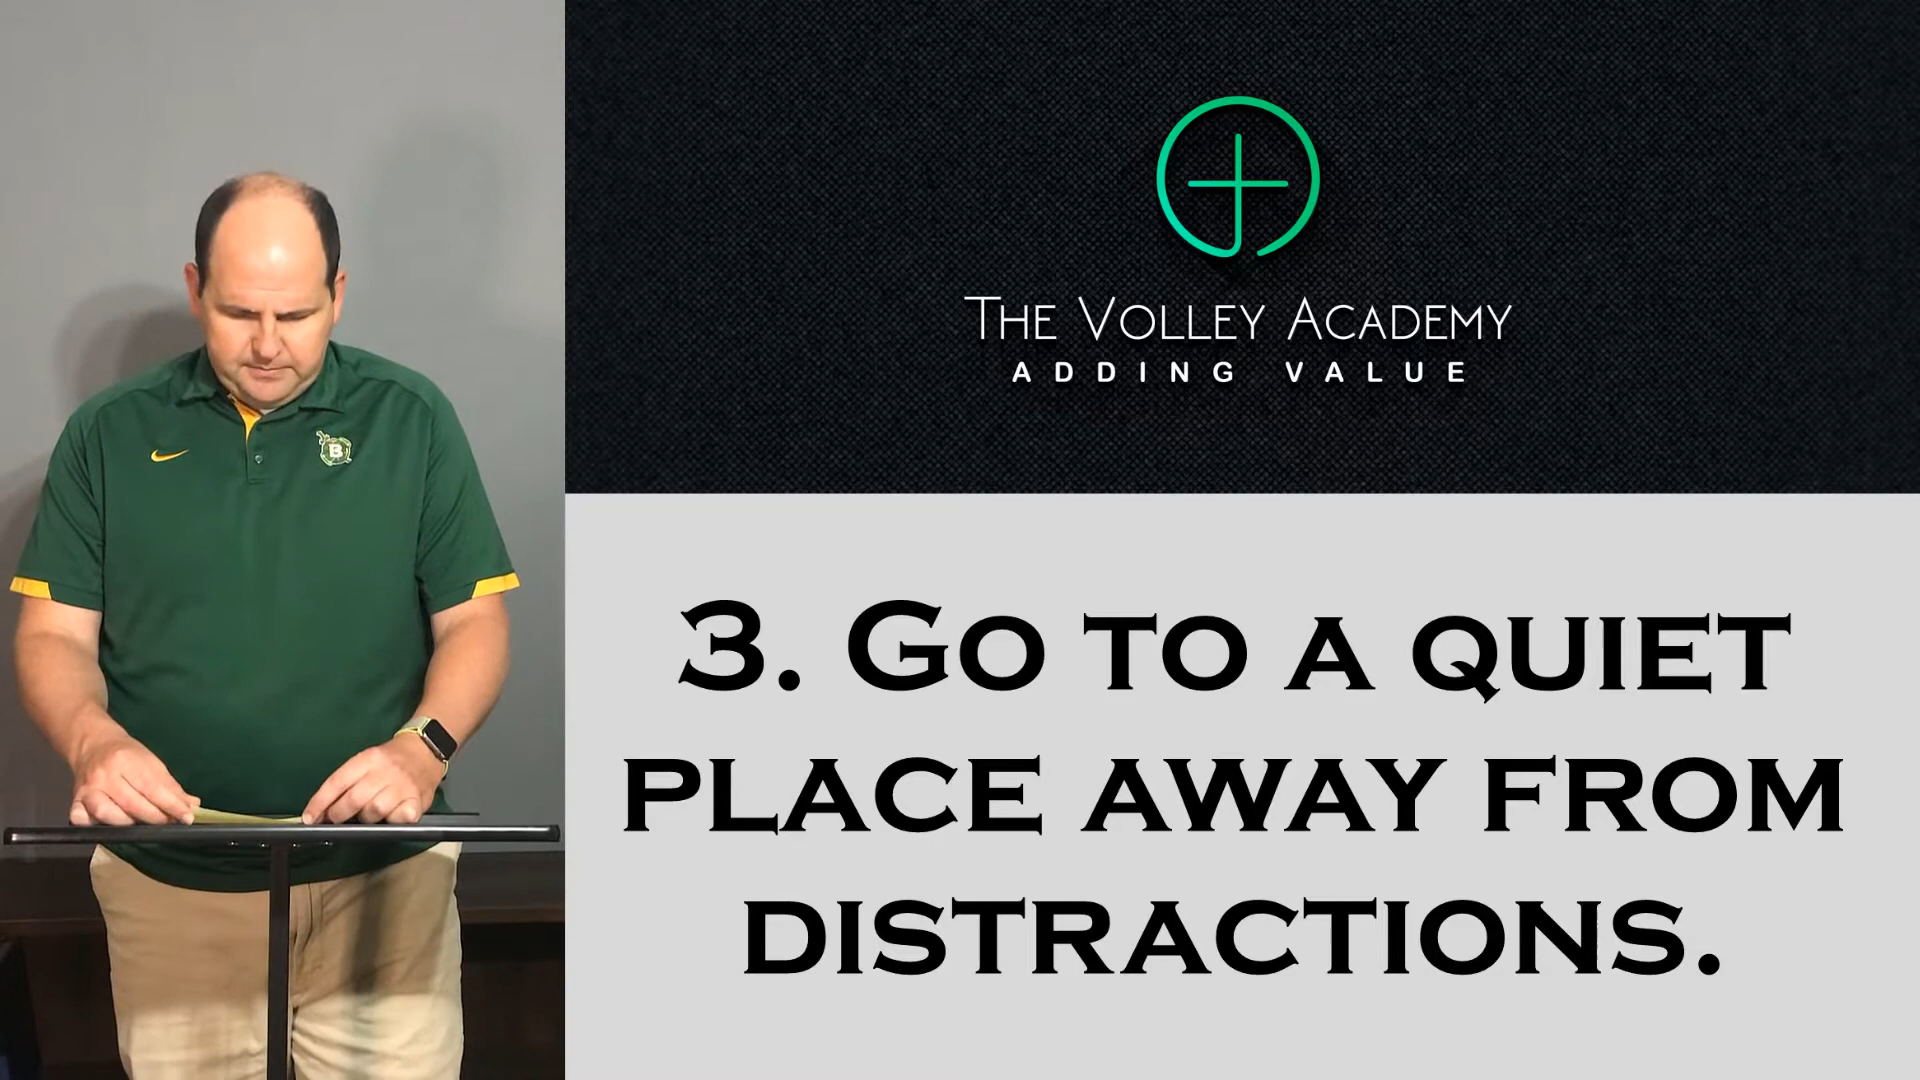 The Volley Academy
ADDING VALUE
B
3. Go to a quiet
place away from
distractions.